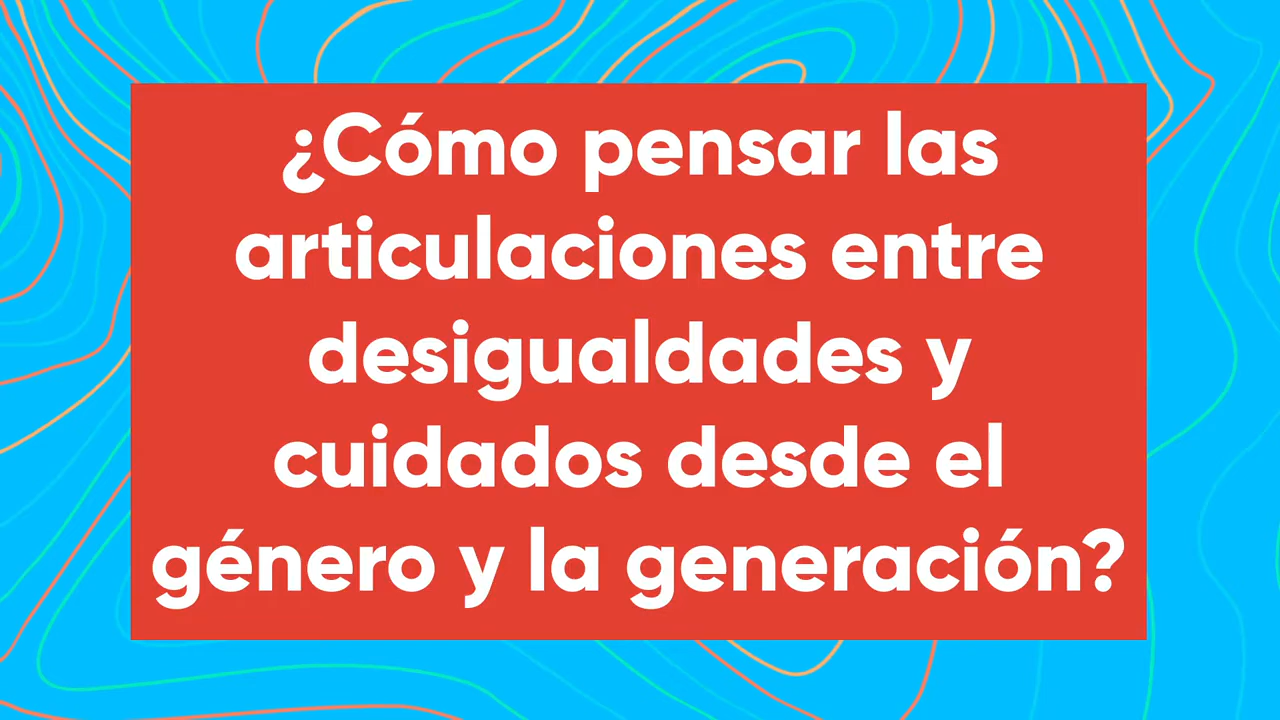 ¿Cómo pensar las
articulaciones entre
desigualdades y
cuidados desde el
género y la generación?